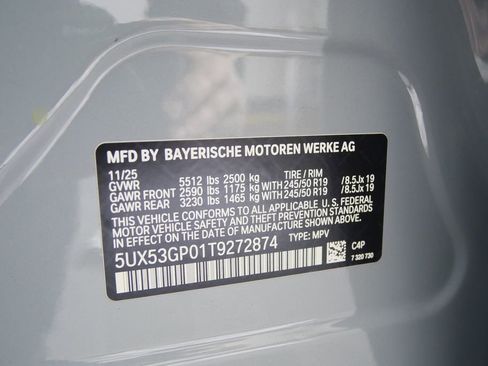 MFD BY BAYERISCHE MOTOREN WERKE AG
11/25
GVWR 5512 lbs 2500 kg TIRE / RIM
GAWR FRONT 2590 lbs 1175 kg WITH 245/50 R19 /8.5Jx 19
GAWR REAR 3230 lbs 1465 kg WITH 245/50 R19 /8.5Jx 19
THIS VEHICLE CONFORMS TO ALL APPLICABLE U. S. FEDERAL
MOTOR VEHICLE SAFETY STANDARDS IN EFFECT ON
THE DATE OF MANUFACTURE SHOWN ABOVE.
5UX53GP01T9272874 TYPE: MPV
C4P
7 320 730